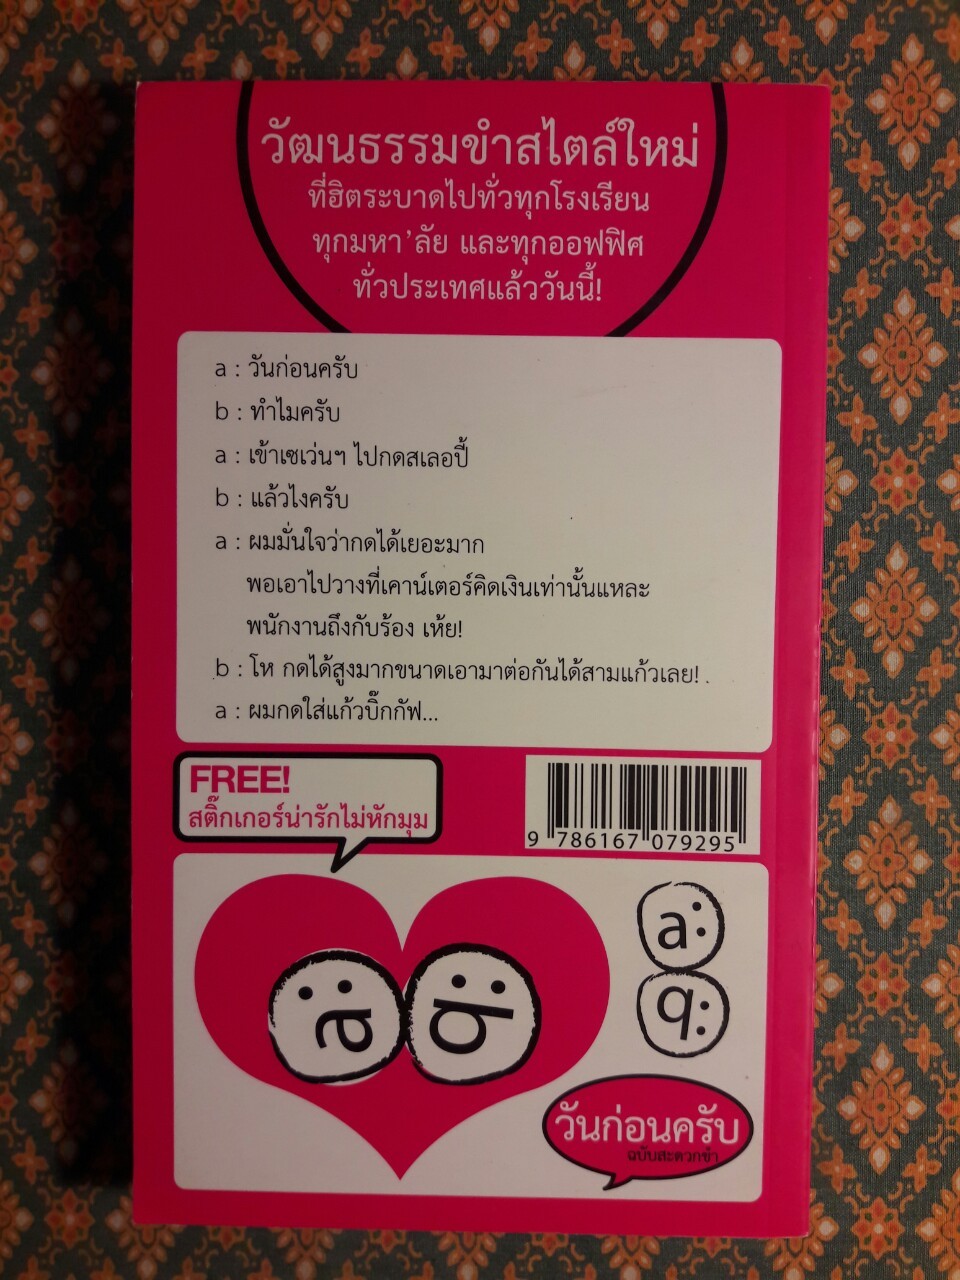 วัฒนธรรมขำสไตล์ใหม่
ที่ฮิตระบาดไปทั่วทุกโรงเรียน
ทุกมหา'ลัย และทุกออฟฟิศ
ทั่วประเทศแล้ววันนี้!
a : วันก่อนครับ
b : ทำไมครับ
a : เข้าเซเว่นฯ ไปกดสเลอปี้
b : แล้วไงครับ
a : ผมมั่นใจว่ากดได้เยอะมาก
พอเอาไปวางที่เคาน์เตอร์คิดเงินเท่านั้นแหละ
พนักงานถึงกับร้อง เห้ย!
b : โห กดได้สูงมากขนาดเอามาต่อกันได้สามแก้วเลย!
a : ผมกดใส่แก้วบิ๊กกัฟ...
FREE!
สติ๊กเกอร์น่ารักไม่หักมุม
9 786167 079295
a:
b:
a:
q:
วันก่อนครับ
ฉบับสะดวกขำ